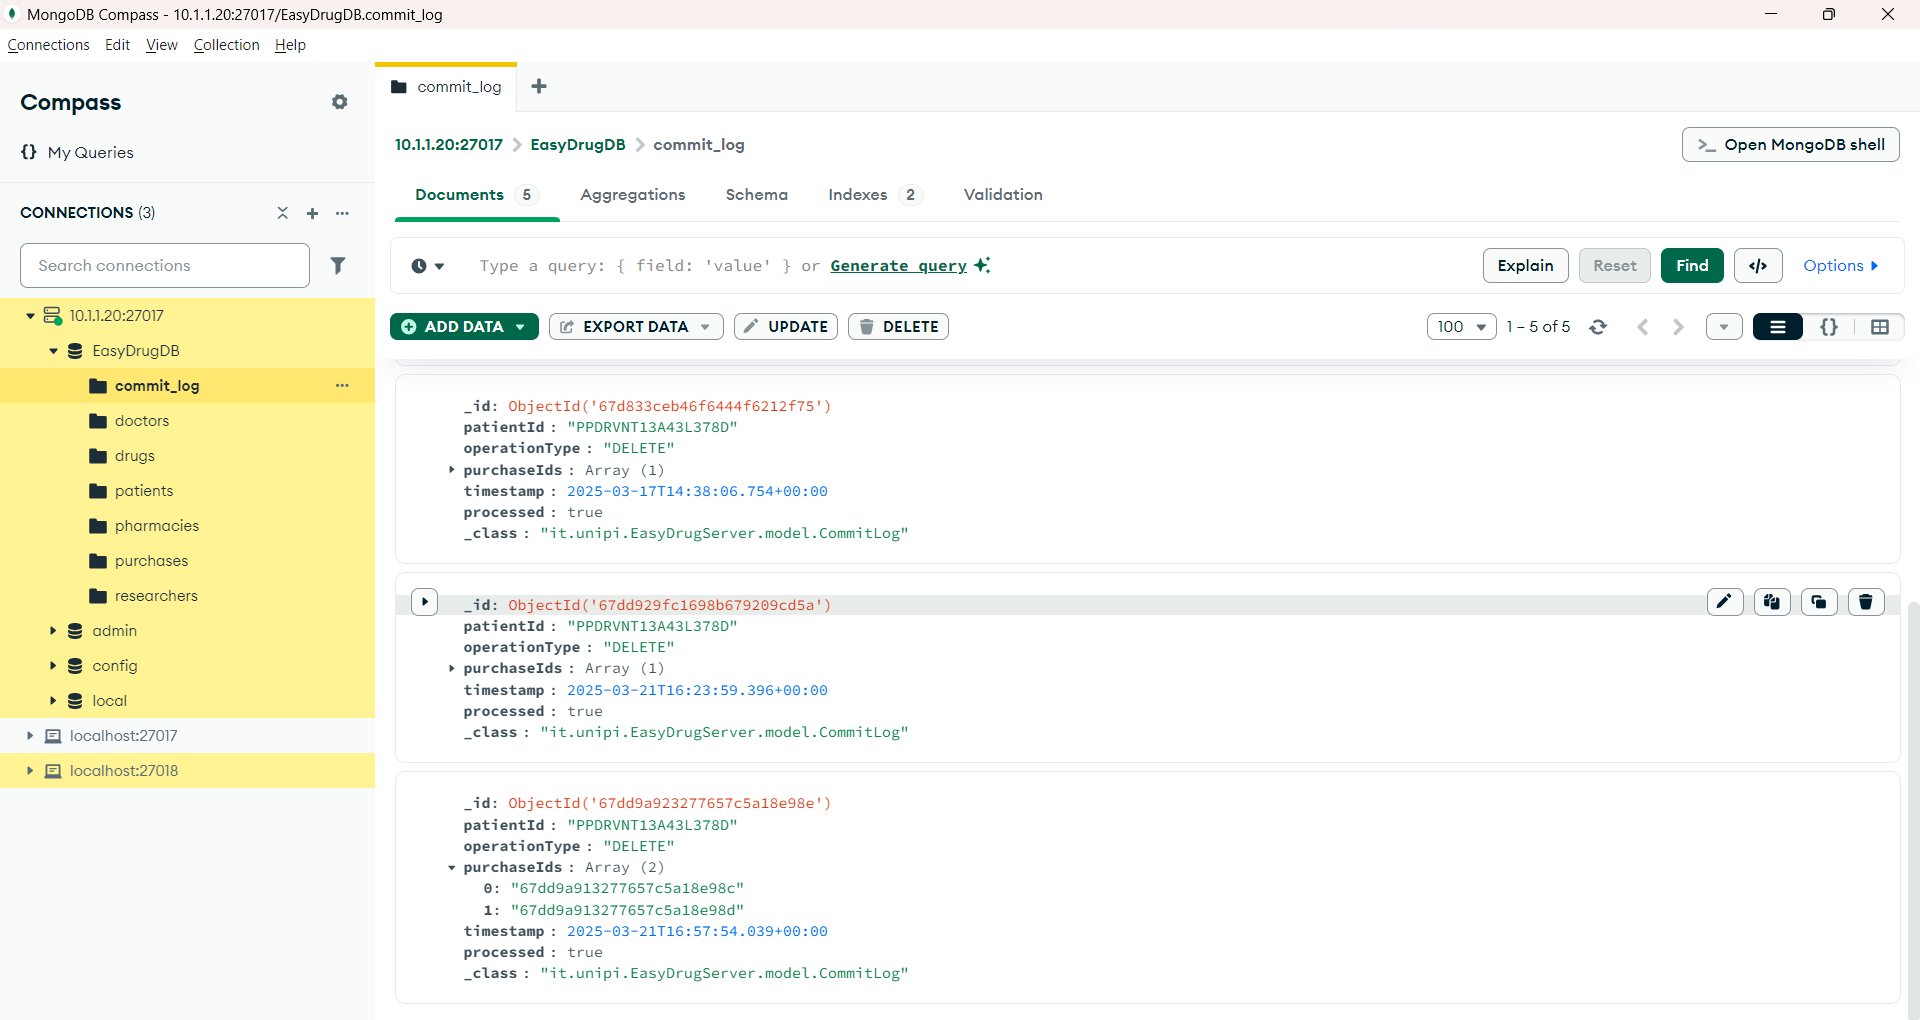 MongoDB Compass - 10.1.1.20:27017/EasyDrugDB.commit_log
Connections Edit View Collection Help
Compass
{} My Queries
CONNECTIONS (3)
Search connections
10.1.1.20:27017
EasyDrugDB
commit_log
doctors
drugs
patients
pharmacies
purchases
researchers
admin
config
local
localhost:27017
localhost:27018
commit_log
10.1.1.20:27017 > EasyDrugDB > commit_log
>_ Open MongoDB shell
Documents 5 Aggregations Schema Indexes 2 Validation
Type a query: { field: 'value' } or Generate query
Explain Reset Find </> Options
ADD DATA EXPORT DATA UPDATE DELETE
100 1 – 5 of 5 {}
_id: ObjectId('67d833ceb46f6444f6212f75')
patientId : "PPDRVNT13A43L378D"
operationType : "DELETE"
purchaseIds : Array (1)
timestamp : 2025-03-17T14:38:06.754+00:00
processed : true
_class : "it.unipi.EasyDrugServer.model.CommitLog"
_id: ObjectId('67dd929fc1698b679209cd5a')
patientId : "PPDRVNT13A43L378D"
operationType : "DELETE"
purchaseIds : Array (1)
timestamp : 2025-03-21T16:23:59.396+00:00
processed : true
_class : "it.unipi.EasyDrugServer.model.CommitLog"
_id: ObjectId('67dd9a923277657c5a18e98e')
patientId : "PPDRVNT13A43L378D"
operationType : "DELETE"
purchaseIds : Array (2)
0: "67dd9a913277657c5a18e98c"
1: "67dd9a913277657c5a18e98d"
timestamp : 2025-03-21T16:57:54.039+00:00
processed : true
_class : "it.unipi.EasyDrugServer.model.CommitLog"